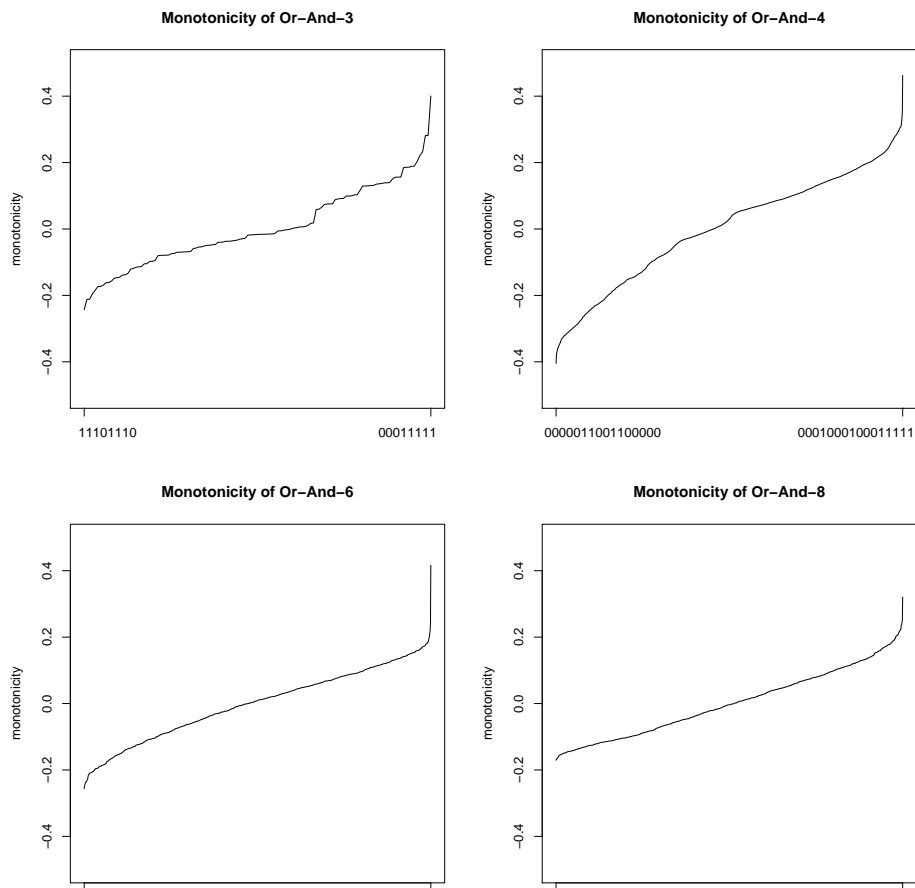 Monotonicity of Or−And−3
monotonicity
0.4
0.2
0.0
−0.2
−0.4
11101110 00011111
Monotonicity of Or−And−4
monotonicity
0.4
0.2
0.0
−0.2
−0.4
0000011001100000 0001000100011111
Monotonicity of Or−And−6
monotonicity
0.4
0.2
0.0
−0.2
−0.4
Monotonicity of Or−And−8
monotonicity
0.4
0.2
0.0
−0.2
−0.4